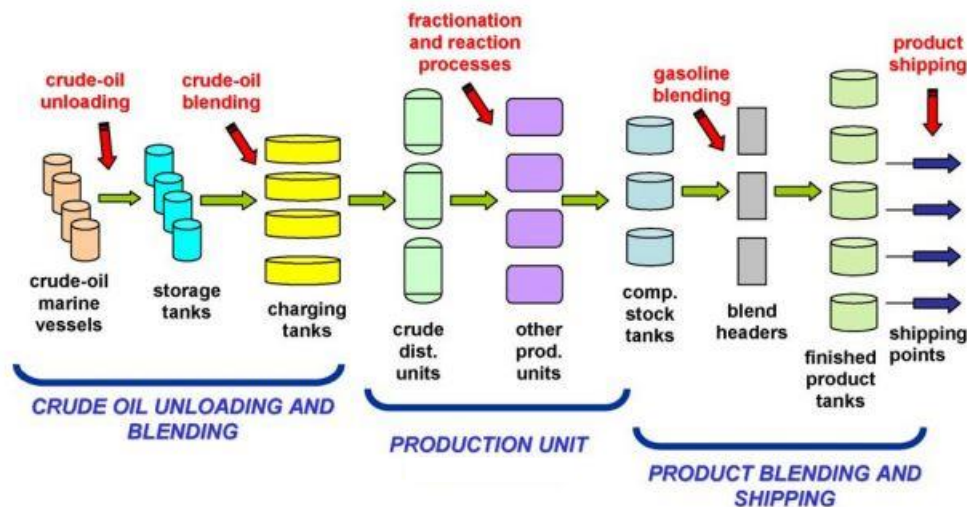 crude-oil
unloading
crude-oil
blending
fractionation
and reaction
processes
gasoline
blending
product
shipping
crude-oil
marine
vessels
storage
tanks
charging
tanks
crude
dist.
units
other
prod.
units
comp.
stock
tanks
blend
headers
finished
product
tanks
shipping
points
CRUDE OIL UNLOADING AND
BLENDING
PRODUCTION UNIT
PRODUCT BLENDING AND
SHIPPING